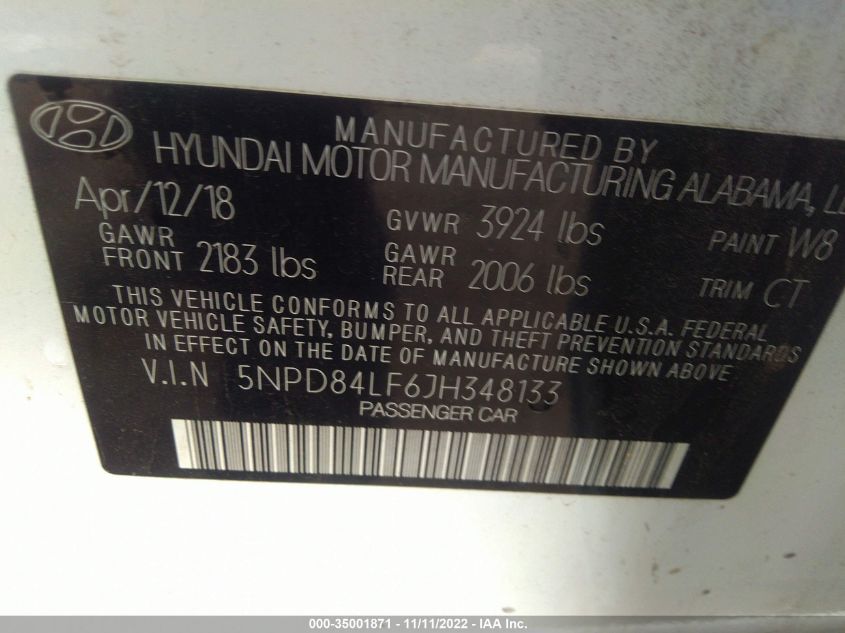 MANUFACTURED BY
HYUNDAI MOTOR MANUFACTURING ALABAMA,
Apr/12/18 GVWR 3924 lbs PAINT W8
GAWR FRONT 2183 lbs GAWR REAR 2006 lbs TRIM CT
THIS VEHICLE CONFORMS TO ALL APPLICABLE U.S.A. FEDERAL
MOTOR VEHICLE SAFETY, BUMPER, AND THEFT PREVENTION STANDARDS
IN EFFECT ON THE DATE OF MANUFACTURE SHOWN ABOVE
V.I.N 5NPD84LF6JH348133
PASSENGER CAR
000-35001871 - 11/11/2022 - IAA Inc.